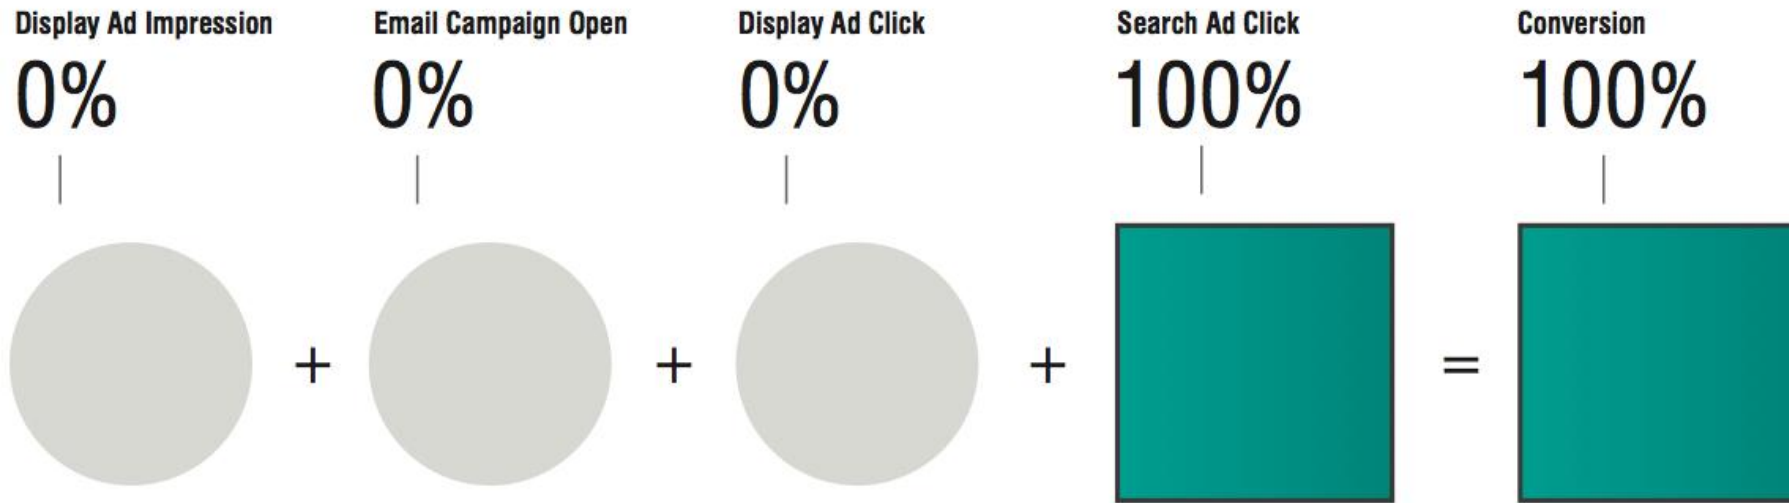 Display Ad Impression
0%
Email Campaign Open
0%
Display Ad Click
0%
Search Ad Click
100%
Conversion
100%
+
+
+
=